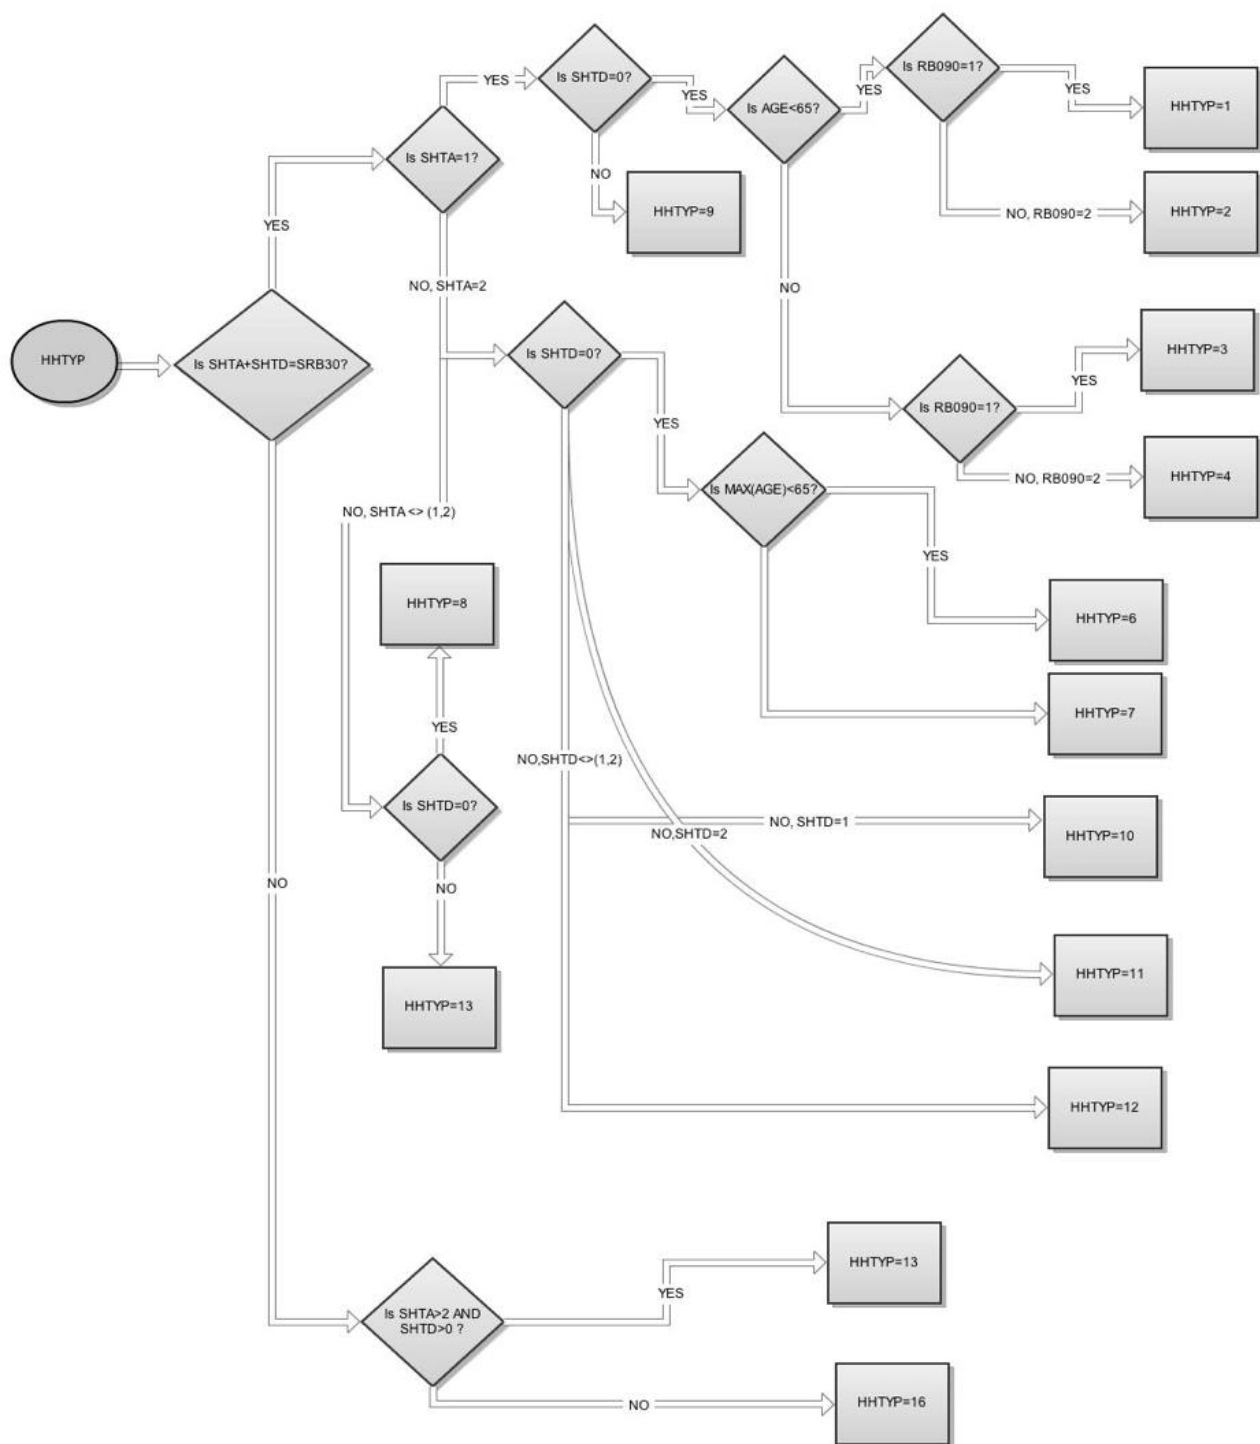 Is SHTD=0?
Is RB090=1?
YES
YES
YES
YES
Is AGE<65?
HHTYP=1
Is SHTA=1?
NO
HHTYP=9
NO, RB090=2
HHTYP=2
YES
NO, SHTA=2
NO
HHTYP
Is SHTA+SHTD=SRB30?
Is SHTD=0?
HHTYP=3
YES
Is RB090=1?
YES
NO, RB090=2
HHTYP=4
Is MAX(AGE)<65?
NO, SHTA <> (1,2)
YES
HHTYP=8
HHTYP=6
YES
HHTYP=7
NO,SHTD<>(1,2)
Is SHTD=0?
NO,SHTD=2
NO, SHTD=1
HHTYP=10
NO
NO
HHTYP=11
HHTYP=13
HHTYP=12
HHTYP=13
YES
Is SHTA>2 AND
SHTD>0 ?
NO
HHTYP=16